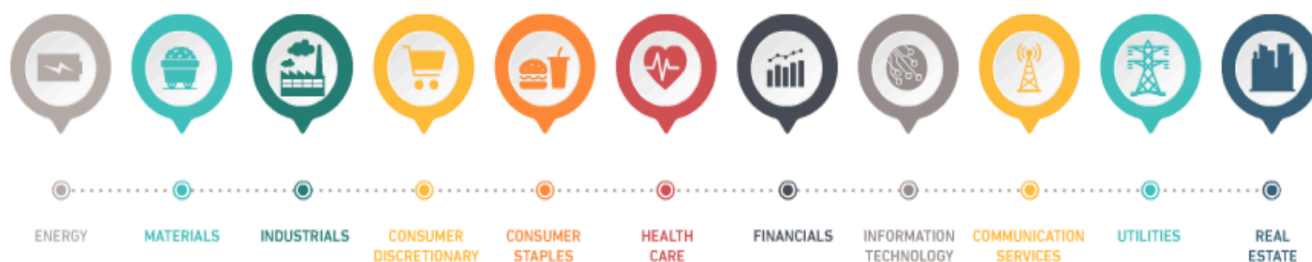 ENERGY
MATERIALS
INDUSTRIALS
CONSUMER
DISCRETIONARY
CONSUMER
STAPLES
HEALTH
CARE
FINANCIALS
INFORMATION
TECHNOLOGY
COMMUNICATION
SERVICES
UTILITIES
REAL
ESTATE